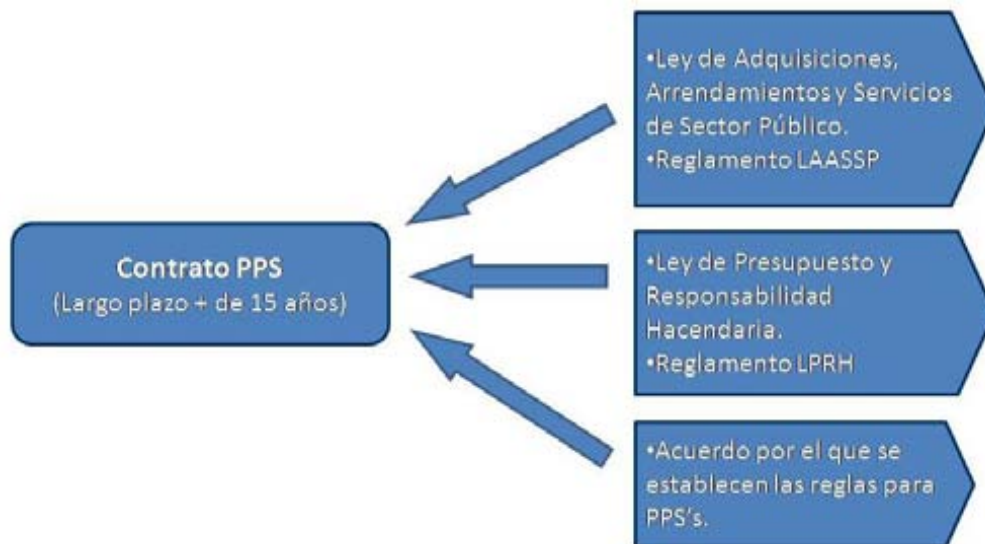 Contrato PPS
(Largo plazo + de 15 años)
•Ley de Adquisiciones,
Arrendamientos y Servicios
de Sector Público.
•Reglamento LAASSP
•Ley de Presupuesto y
Responsabilidad
Hacendaria.
•Reglamento LPRH
•Acuerdo por el que se
establecen las reglas para
PPS's.